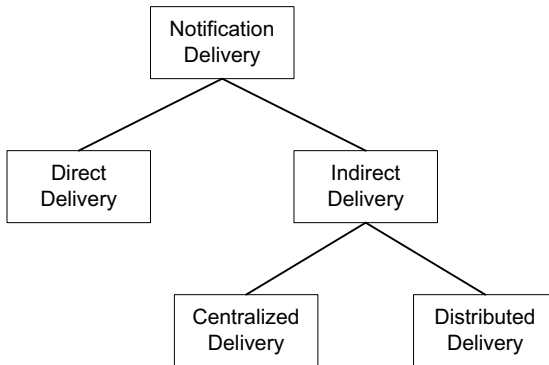 Notification
Delivery
Direct
Delivery
Indirect
Delivery
Centralized
Delivery
Distributed
Delivery